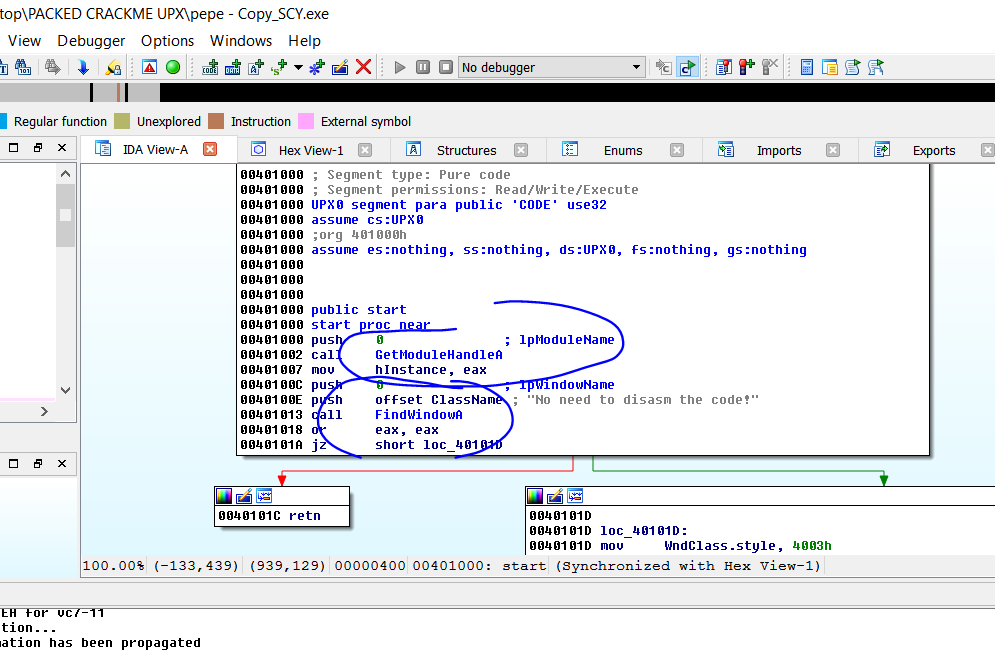 top\PACKED CRACKME UPX\pepe - Copy_SCY.exe
View Debugger Options Windows Help
No debugger
Regular function Unexplored Instruction External symbol
IDA View-A Hex View-1 Structures Enums Imports Exports
00401000 ; Segment type: Pure code
00401000 ; Segment permissions: Read/Write/Execute
00401000 UPX0 segment para public 'CODE' use32
00401000 assume cs:UPX0
00401000 ;org 401000h
00401000 assume es:nothing, ss:nothing, ds:UPX0, fs:nothing, gs:nothing
00401000
00401000
00401000
00401000 public start
00401000 start proc near
00401000 push 0 ; lpModuleName
00401002 call GetModuleHandleA
00401007 mov hInstance, eax
0040100C push 0 ; lpWindowName
0040100E push offset ClassName ; "No need to disasm the code!"
00401013 call FindWindowA
00401018 or eax, eax
0040101A jz short loc_40101D
0040101C retn
0040101D
0040101D loc_40101D:
0040101D mov WndClass.style, 4003h
100.00% (-133,439) (939,129) 00000400 00401000: start (Synchronized with Hex View-1)
EH for vc7-11
tion...
mation has been propagated